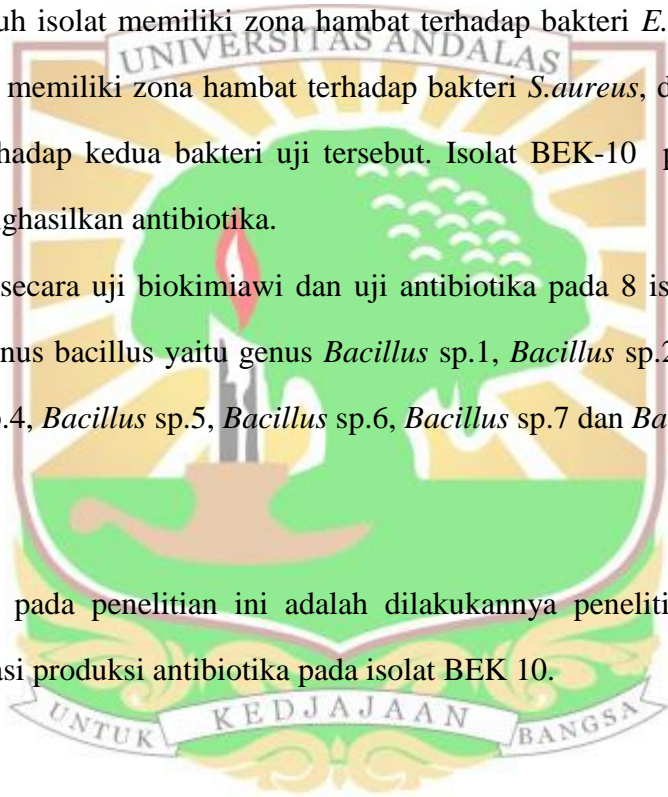 uh isolat memiliki zona hambat terhadap bakteri E.
UNIVERSITAS ANDALAS
memiliki zona hambat terhadap bakteri S.aureus, d
hadap kedua bakteri uji tersebut. Isolat BEK-10 p
ghasilkan antibiotika.
secara uji biokimiawi dan uji antibiotika pada 8 is
nus bacillus yaitu genus Bacillus sp.1, Bacillus sp.2
p.4, Bacillus sp.5, Bacillus sp.6, Bacillus sp.7 dan Ba
pada penelitian ini adalah dilakukannya peneliti
asi produksi antibiotika pada isolat BEK 10.
UNTUK KEDJAJAAN BANGSA